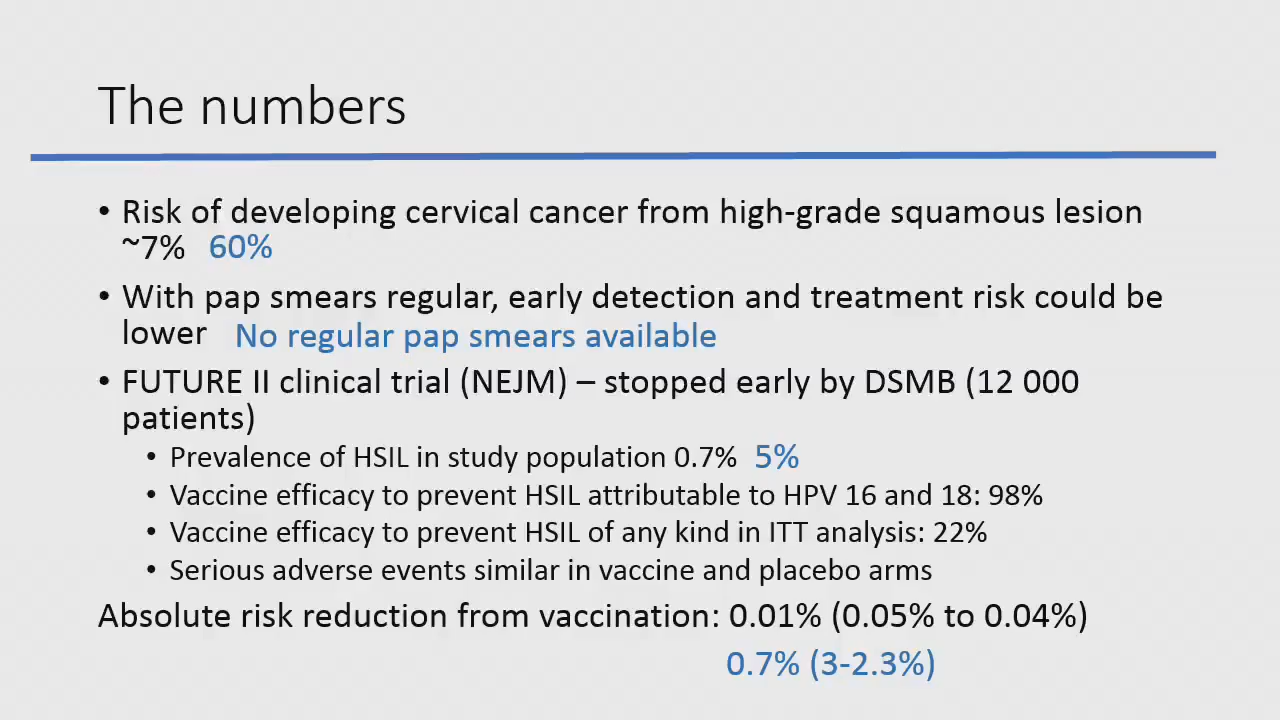 The numbers
• Risk of developing cervical cancer from high-grade squamous lesion
~7% 60%
• With pap smears regular, early detection and treatment risk could be
lower No regular pap smears available
• FUTURE II clinical trial (NEJM) – stopped early by DSMB (12 000
patients)
• Prevalence of HSIL in study population 0.7% 5%
• Vaccine efficacy to prevent HSIL attributable to HPV 16 and 18: 98%
• Vaccine efficacy to prevent HSIL of any kind in ITT analysis: 22%
• Serious adverse events similar in vaccine and placebo arms
Absolute risk reduction from vaccination: 0.01% (0.05% to 0.04%)
0.7% (3-2.3%)